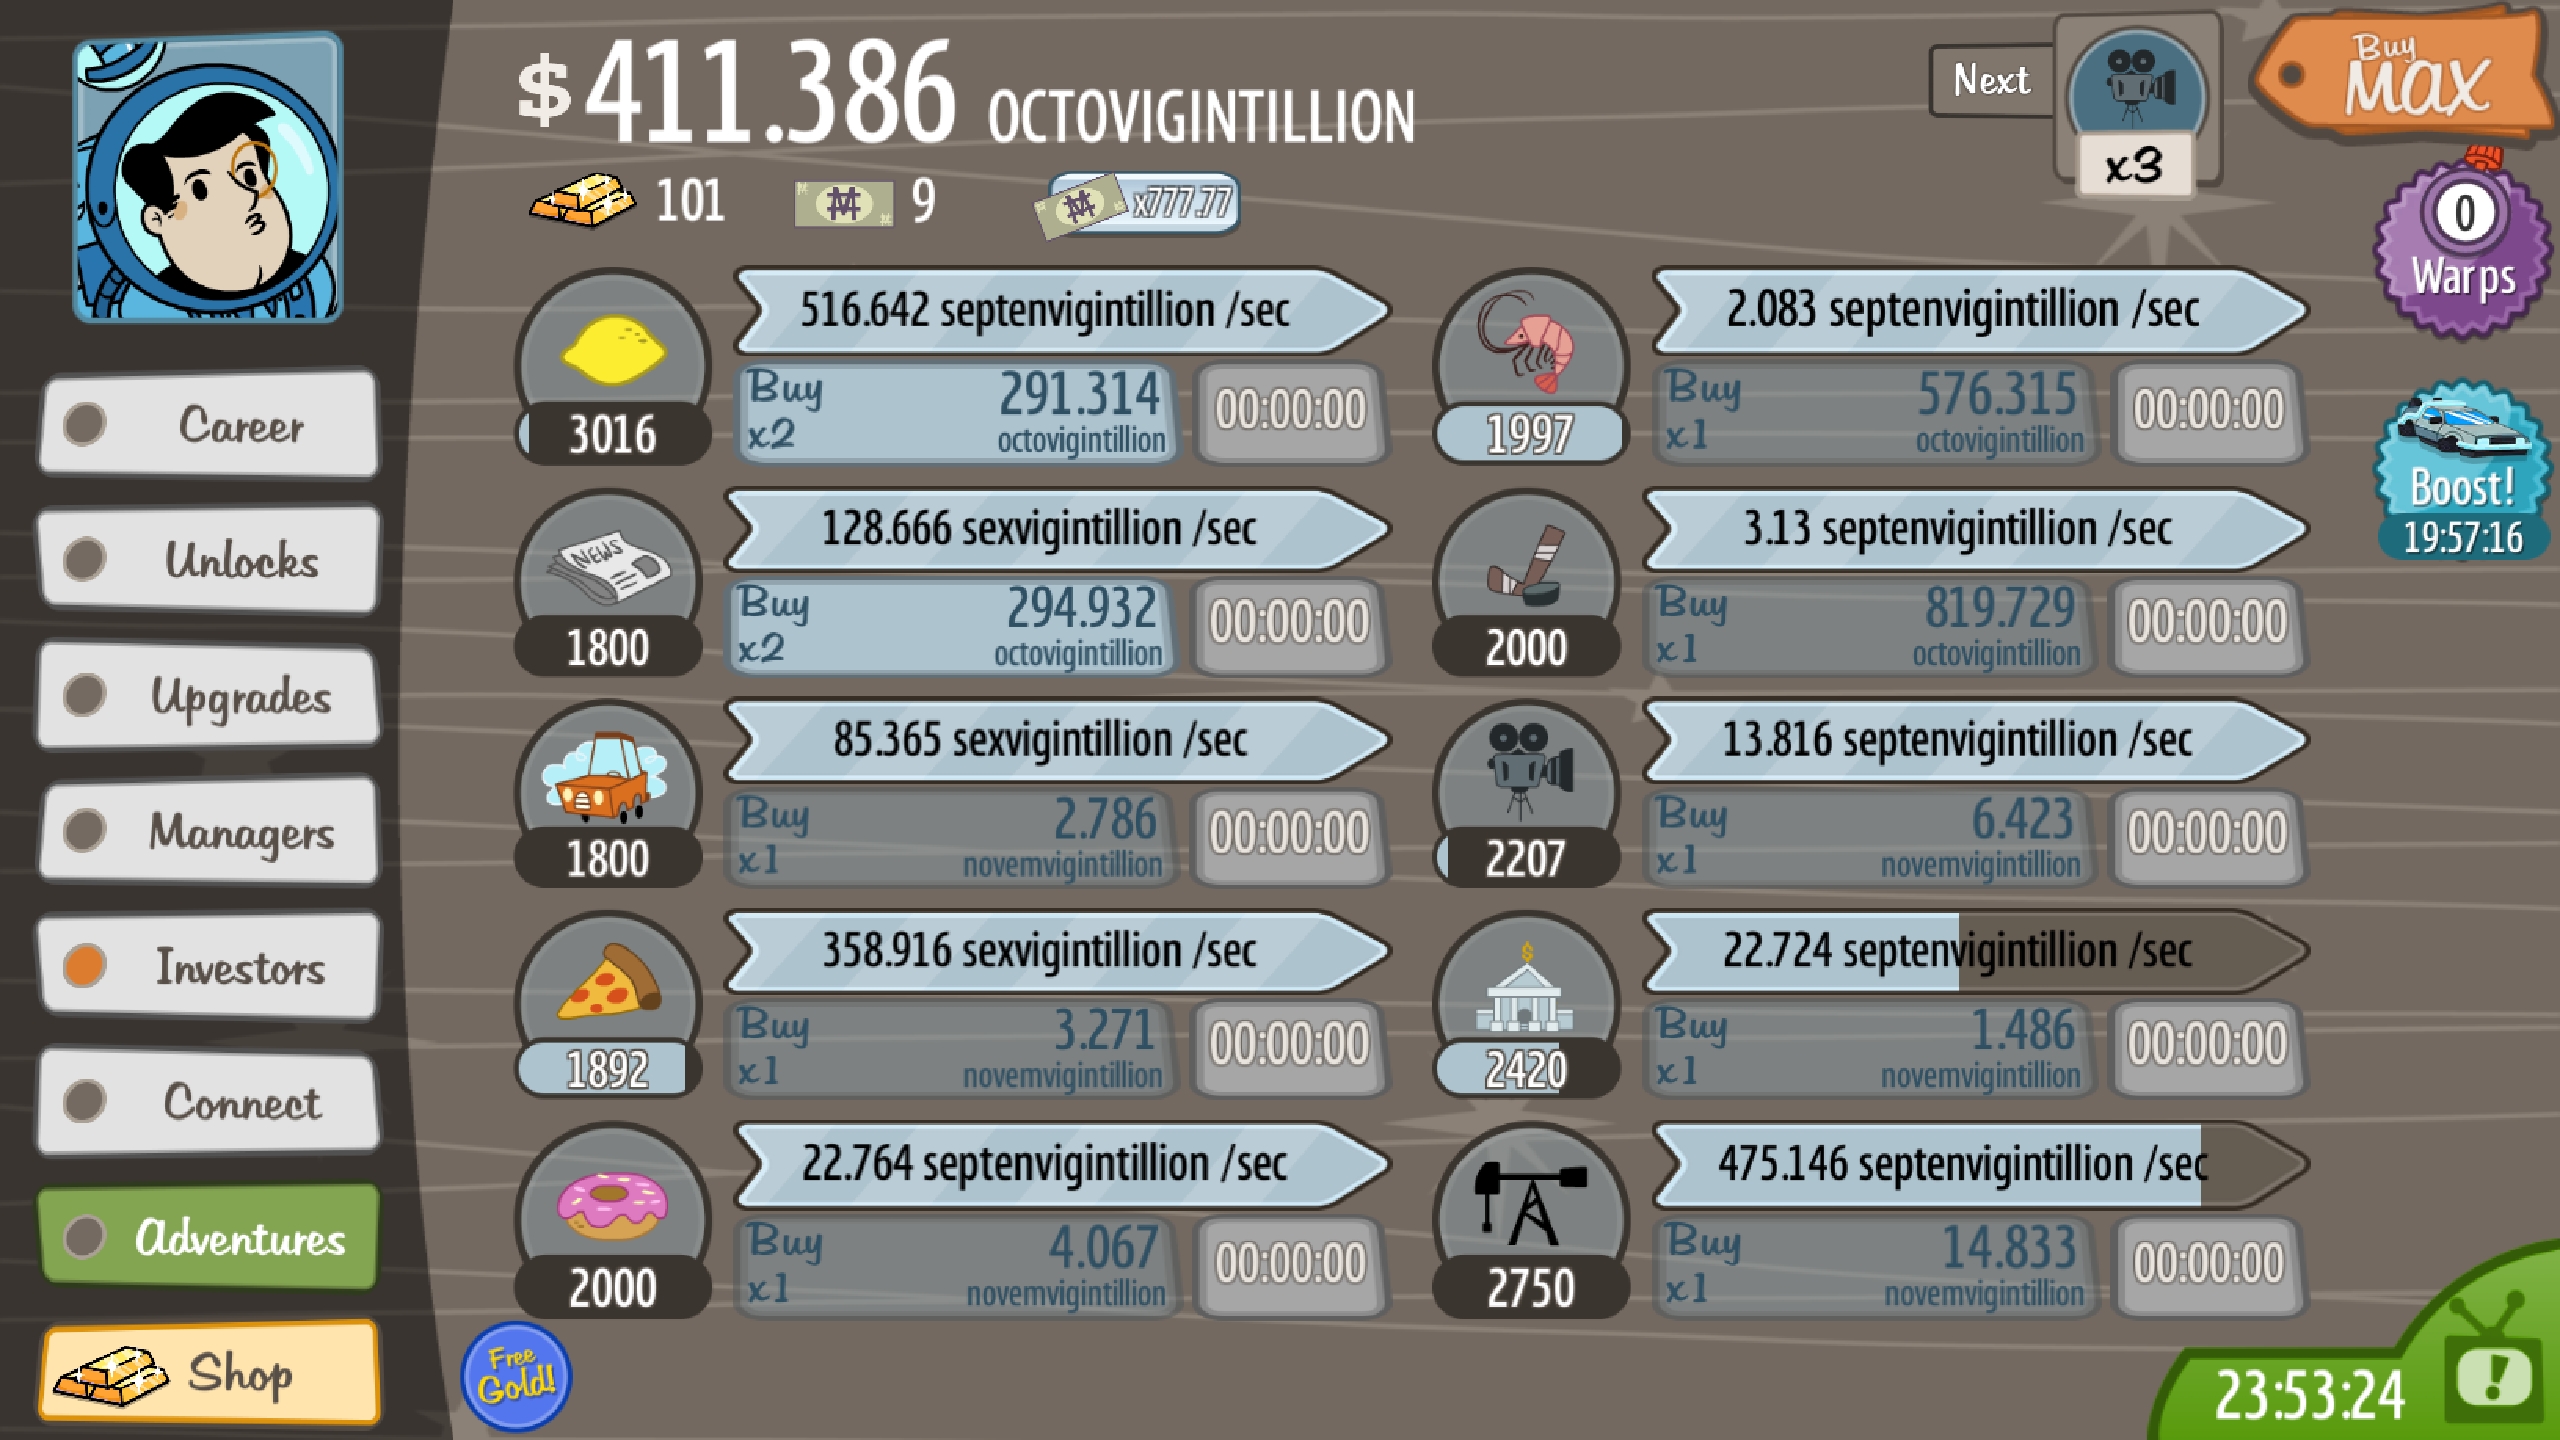 $411.386 OCTOVIGINTILLION
101
9
x777.77
Next
x3
Buy
MAX
0
Warps
Boost!
19:57:16
Career
Unlocks
Upgrades
Managers
Investors
Connect
Adventures
Shop
516.642 septenvigintillion /sec
3016
Buy
x2
291.314
octovigintillion
00:00:00
NEWS
128.666 sexvigintillion /sec
1800
Buy
x2
294.932
octovigintillion
00:00:00
85.365 sexvigintillion /sec
1800
Buy
x1
2.786
novemvigintillion
00:00:00
358.916 sexvigintillion /sec
1892
Buy
x1
3.271
novemvigintillion
00:00:00
22.764 septenvigintillion /sec
2000
Buy
x1
4.067
novemvigintillion
00:00:00
2.083 septenvigintillion /sec
1997
Buy
x1
576.315
octovigintillion
00:00:00
3.13 septenvigintillion /sec
2000
Buy
x1
819.729
octovigintillion
00:00:00
13.816 septenvigintillion /sec
2207
Buy
x1
6.423
novemvigintillion
00:00:00
22.724 septenvigintillion /sec
$
2420
Buy
x1
1.486
novemvigintillion
00:00:00
475.146 septenvigintillion /sec
2750
Buy
x1
14.833
novemvigintillion
00:00:00
Free
Gold!
23:53:24
!